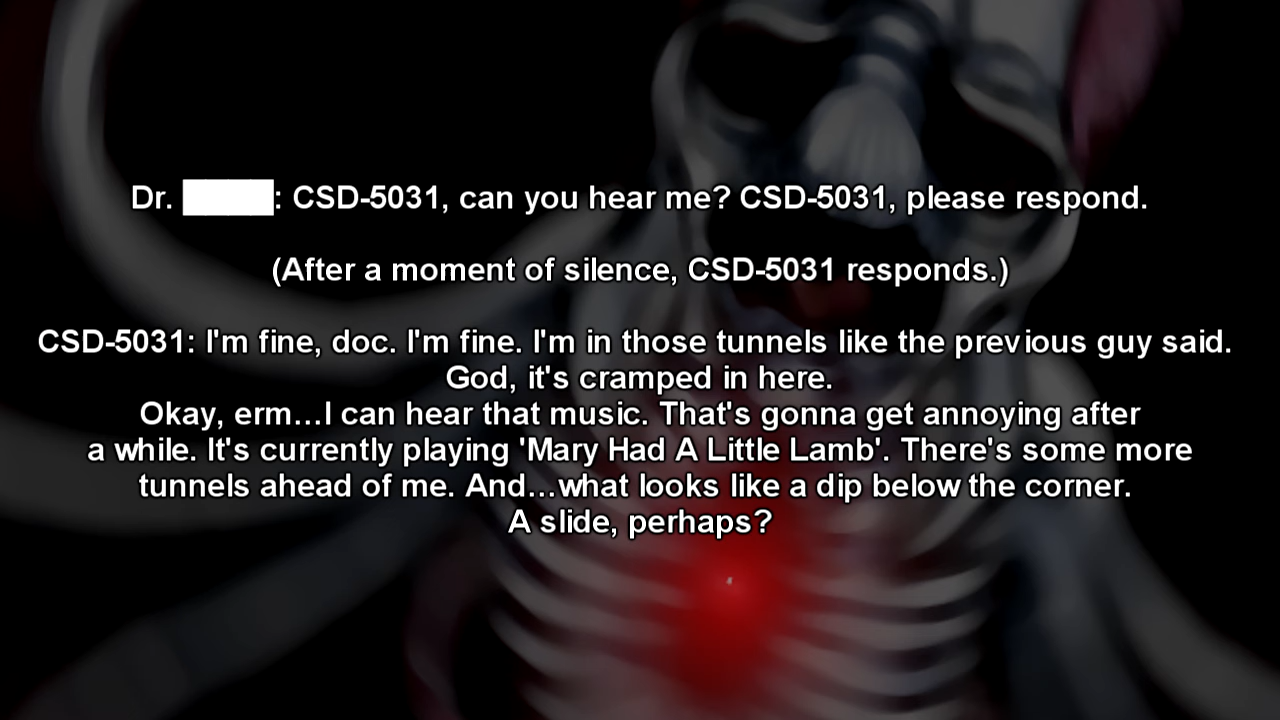 Dr. : CSD-5031, can you hear me? CSD-5031, please respond.
(After a moment of silence, CSD-5031 responds.)
CSD-5031: I'm fine, doc. I'm fine. I'm in those tunnels like the previous guy said.
God, it's cramped in here.
Okay, erm...I can hear that music. That's gonna get annoying after
a while. It's currently playing 'Mary Had A Little Lamb'. There's some more
tunnels ahead of me. And...what looks like a dip below the corner.
A slide, perhaps?